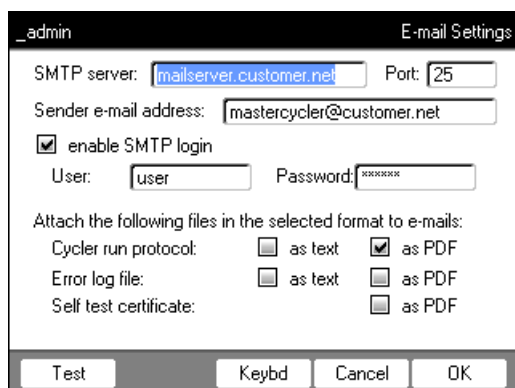 _admin E-mail Settings
SMTP server: mailserver.customer.net Port: 25
Sender e-mail address: mastercycler@customer.net
enable SMTP login
User: user Password: ******
Attach the following files in the selected format to e-mails:
Cycler run protocol: as text as PDF
Error log file: as text as PDF
Self test certificate: as PDF
Test Keybd Cancel OK